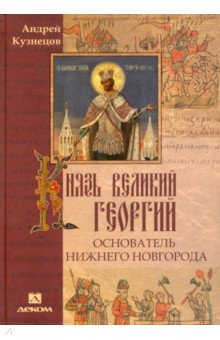 Андрей
Кузнецов
Князь Великий
Георгий
основатель
Нижнего Новгорода
ДЕКОМ